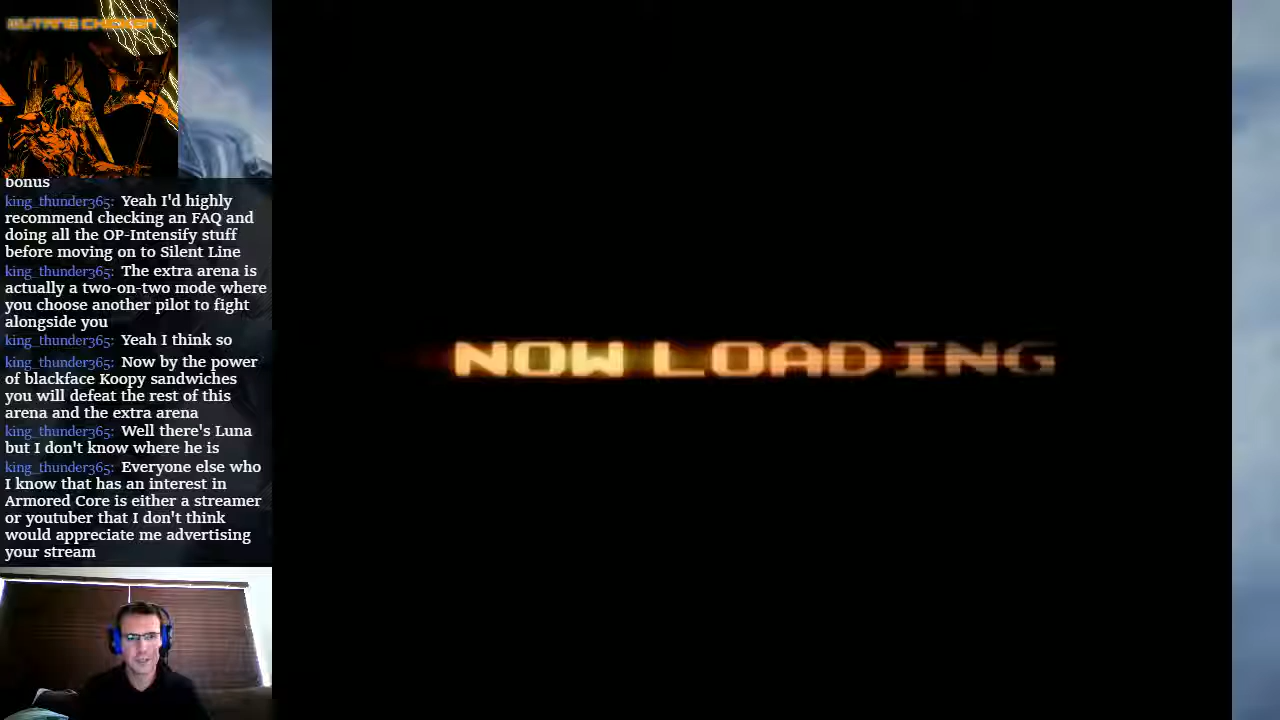 bonus
king_thunder365: Yeah I'd highly
recommend checking an FAQ and
doing all the OP-Intensify stuff
before moving on to Silent Line
king_thunder365: The extra arena is
actually a two-on-two mode where
you choose another pilot to fight
alongside you
king_thunder365: Yeah I think so
king_thunder365: Now by the power
of blackface Koopy sandwiches
you will defeat the rest of this
arena and the extra arena
king_thunder365: Well there's Luna
but I don't know where he is
king_thunder365: Everyone else who
I know that has an interest in
Armored Core is either a streamer
or youtuber that I don't think
would appreciate me advertising
your stream
NOW LOADING